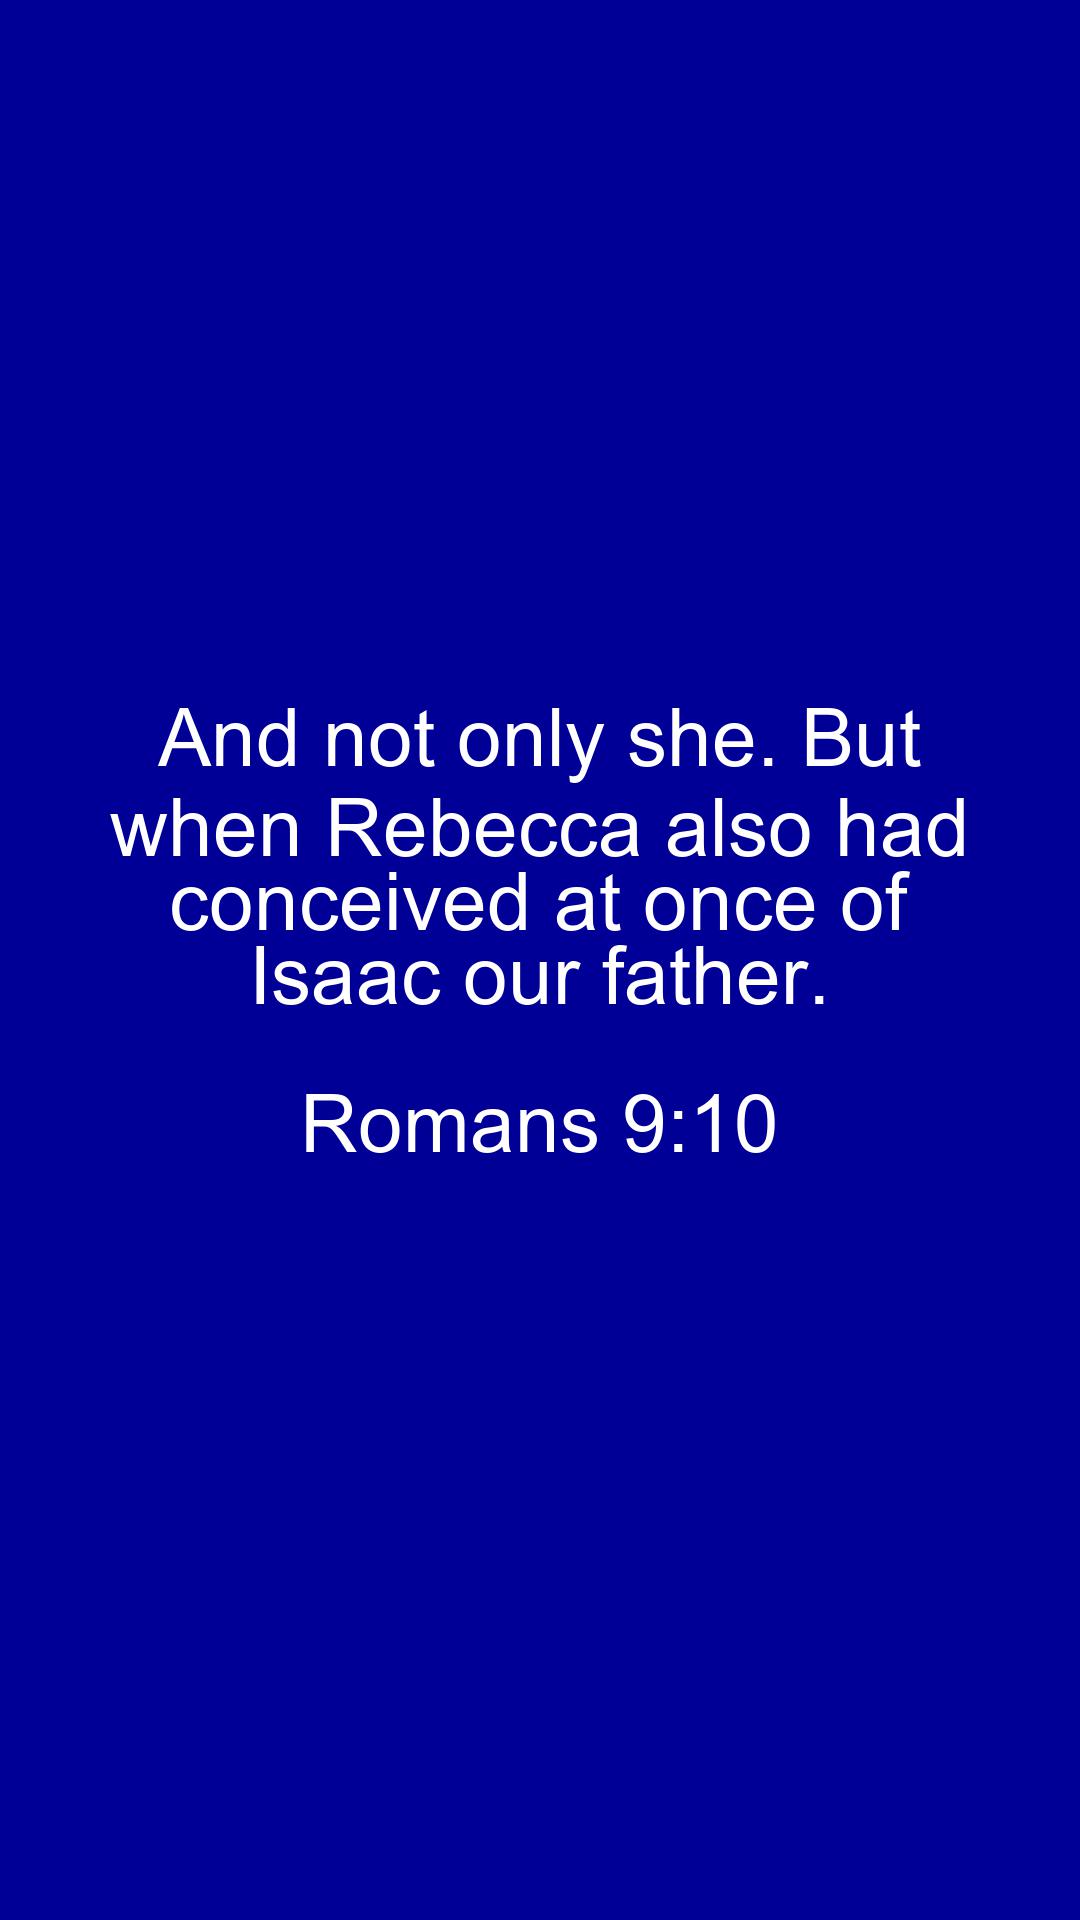 And not only she. But
when Rebecca also had
conceived at once of
Isaac our father.
Romans 9:10